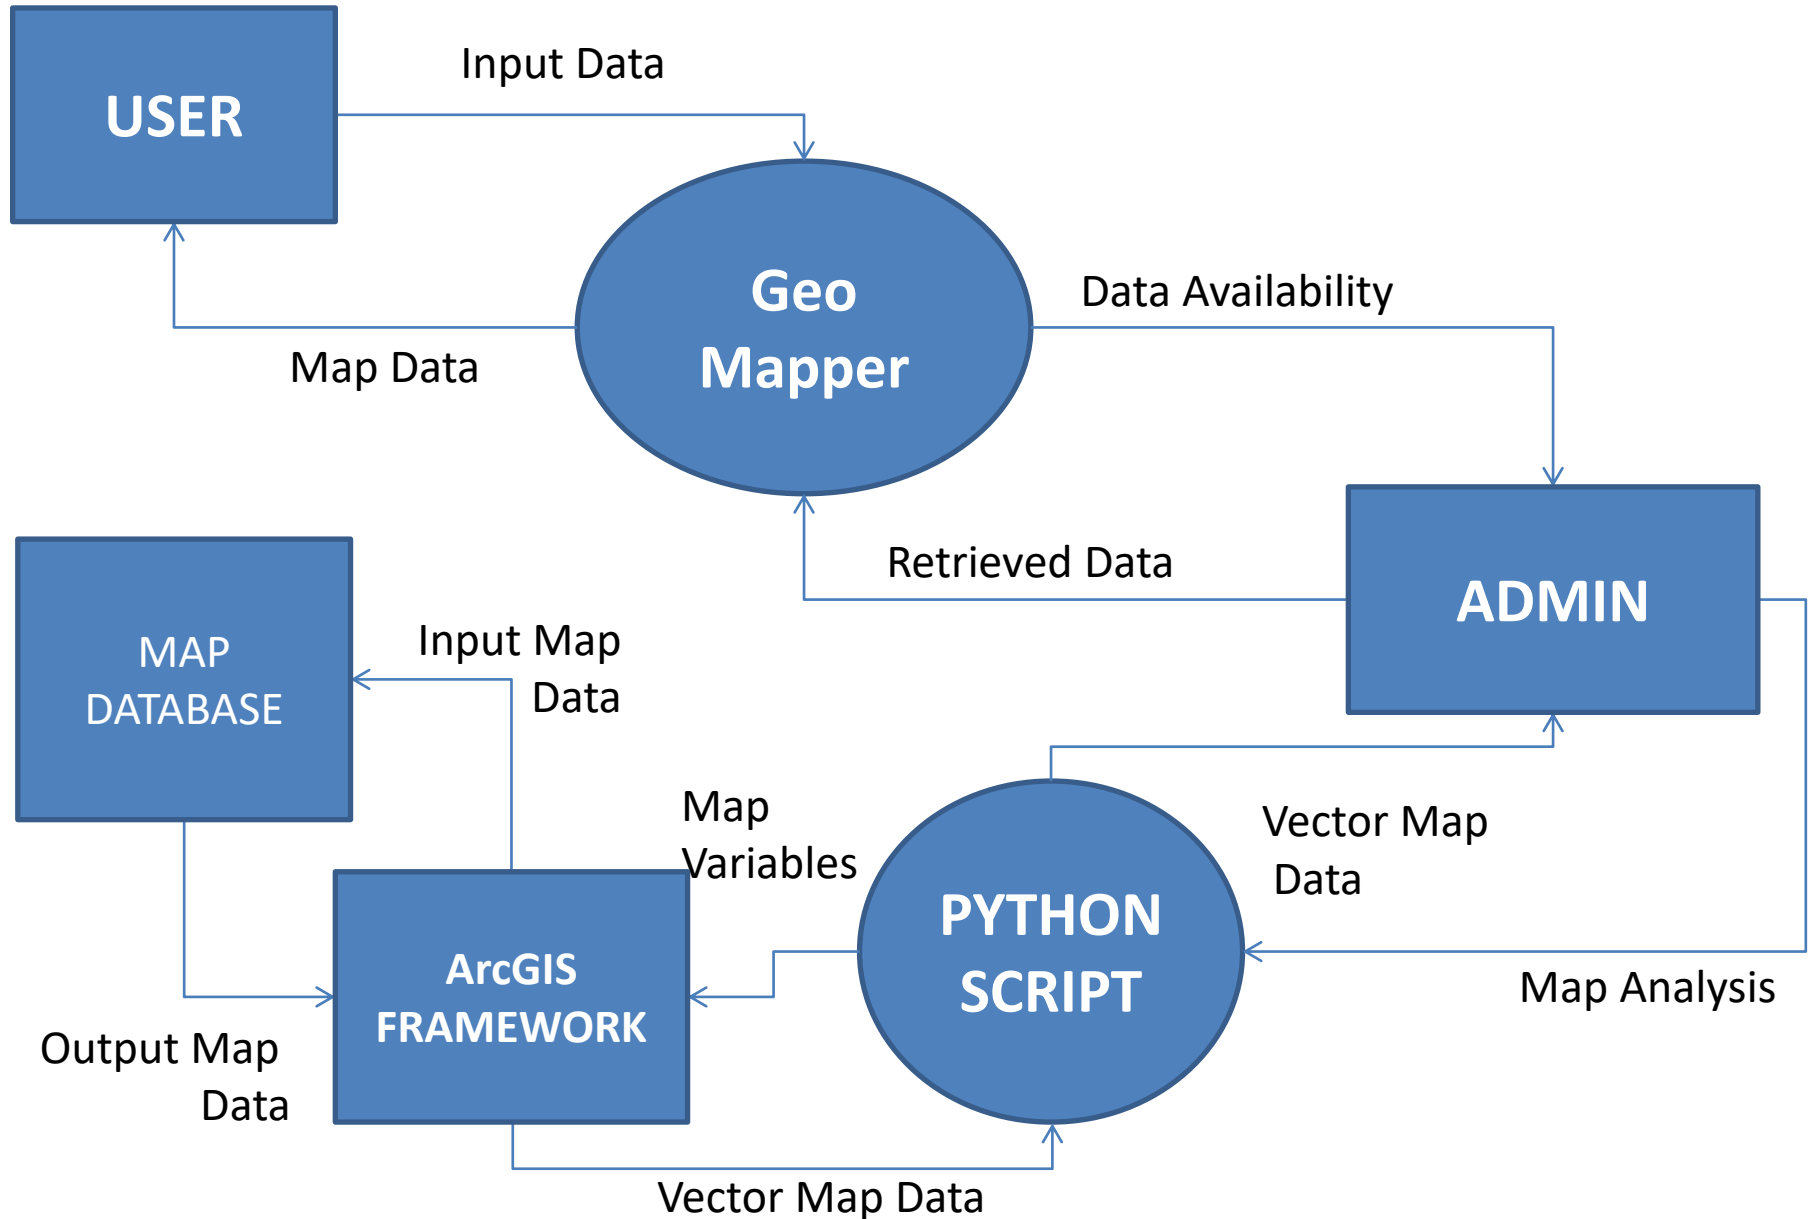 Input Data
USER
Geo
Mapper
Data Availability
Map Data
Retrieved Data
ADMIN
Input Map
Data
MAP
DATABASE
Map
Variables
Vector Map
Data
PYTHON
SCRIPT
ArcGIS
FRAMEWORK
Map Analysis
Output Map
Data
Vector Map Data